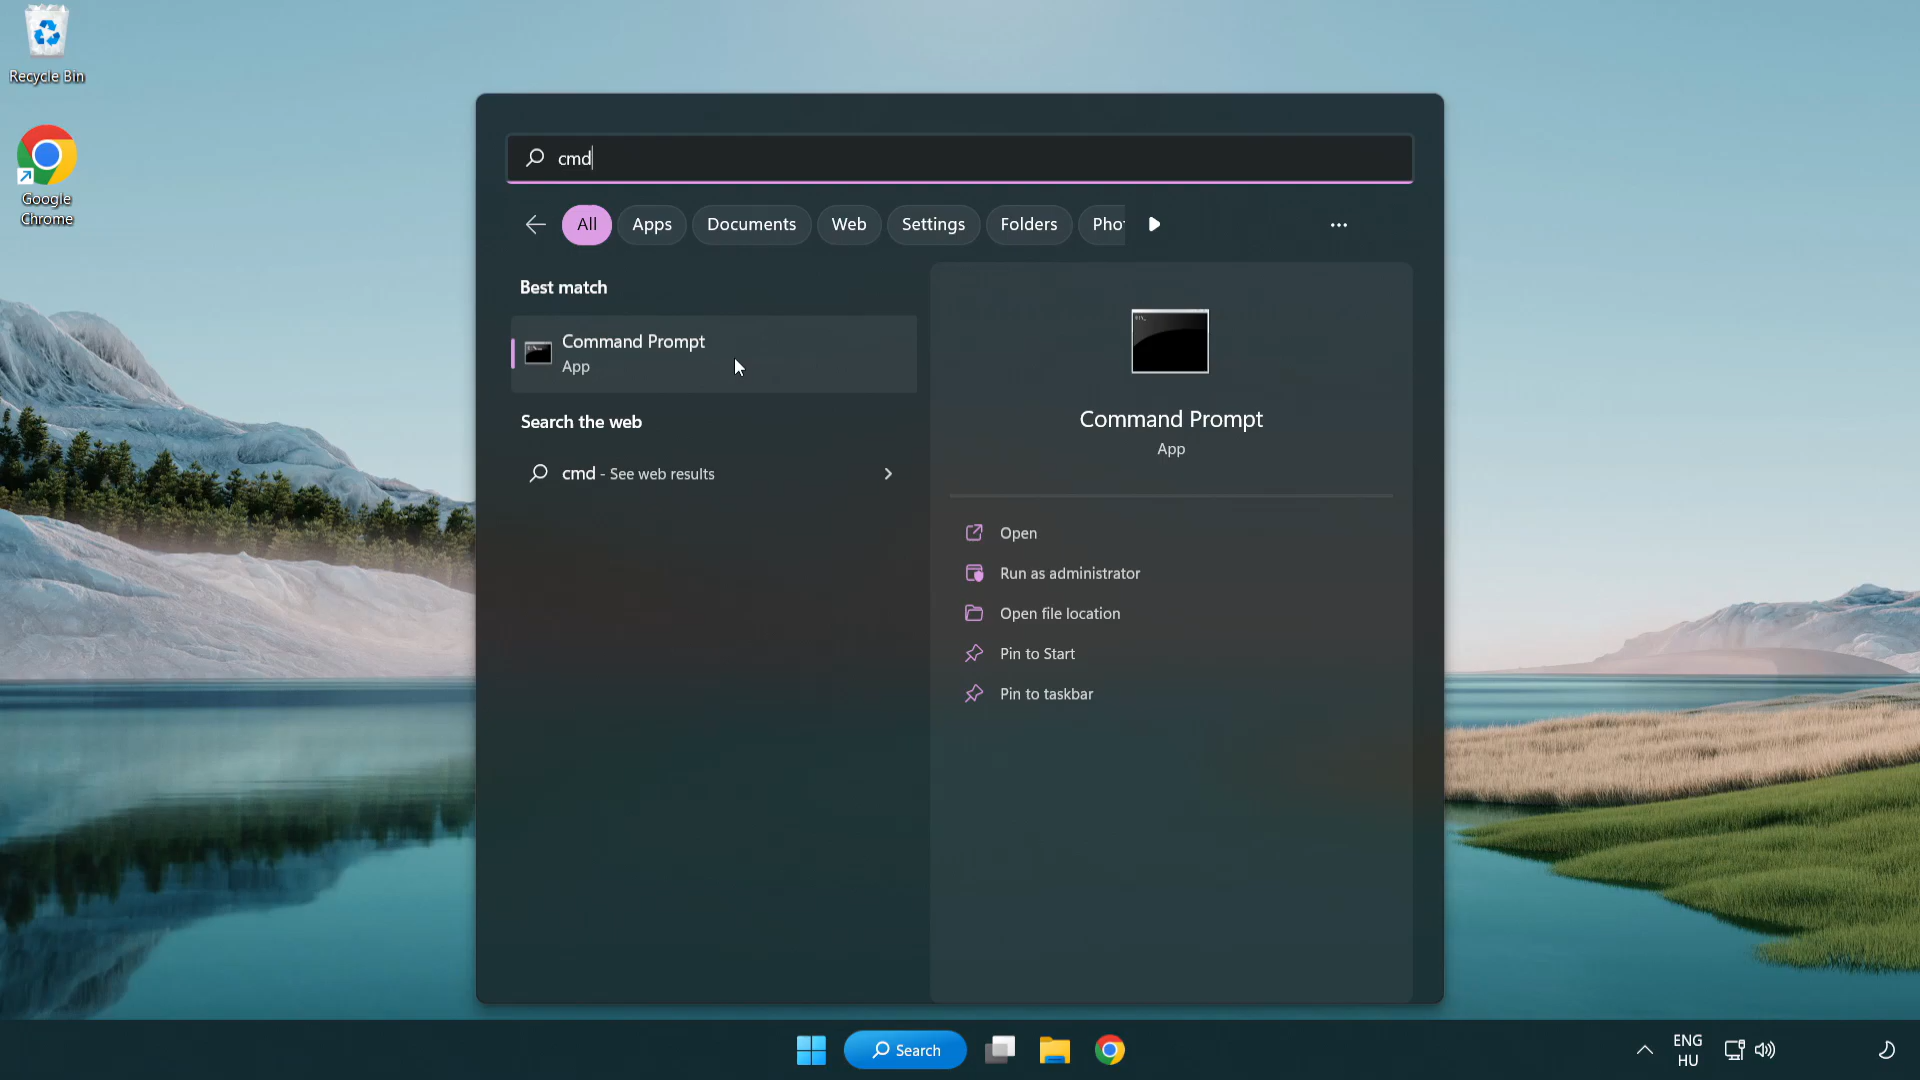 Recycle Bin
Google
Chrome
cmd
All Apps Documents Web Settings Folders Pho
Best match
Command Prompt
App
Search the web
cmd - See web results
Command Prompt
App
Open
Run as administrator
Open file location
Pin to Start
Pin to taskbar
Search
ENG
HU